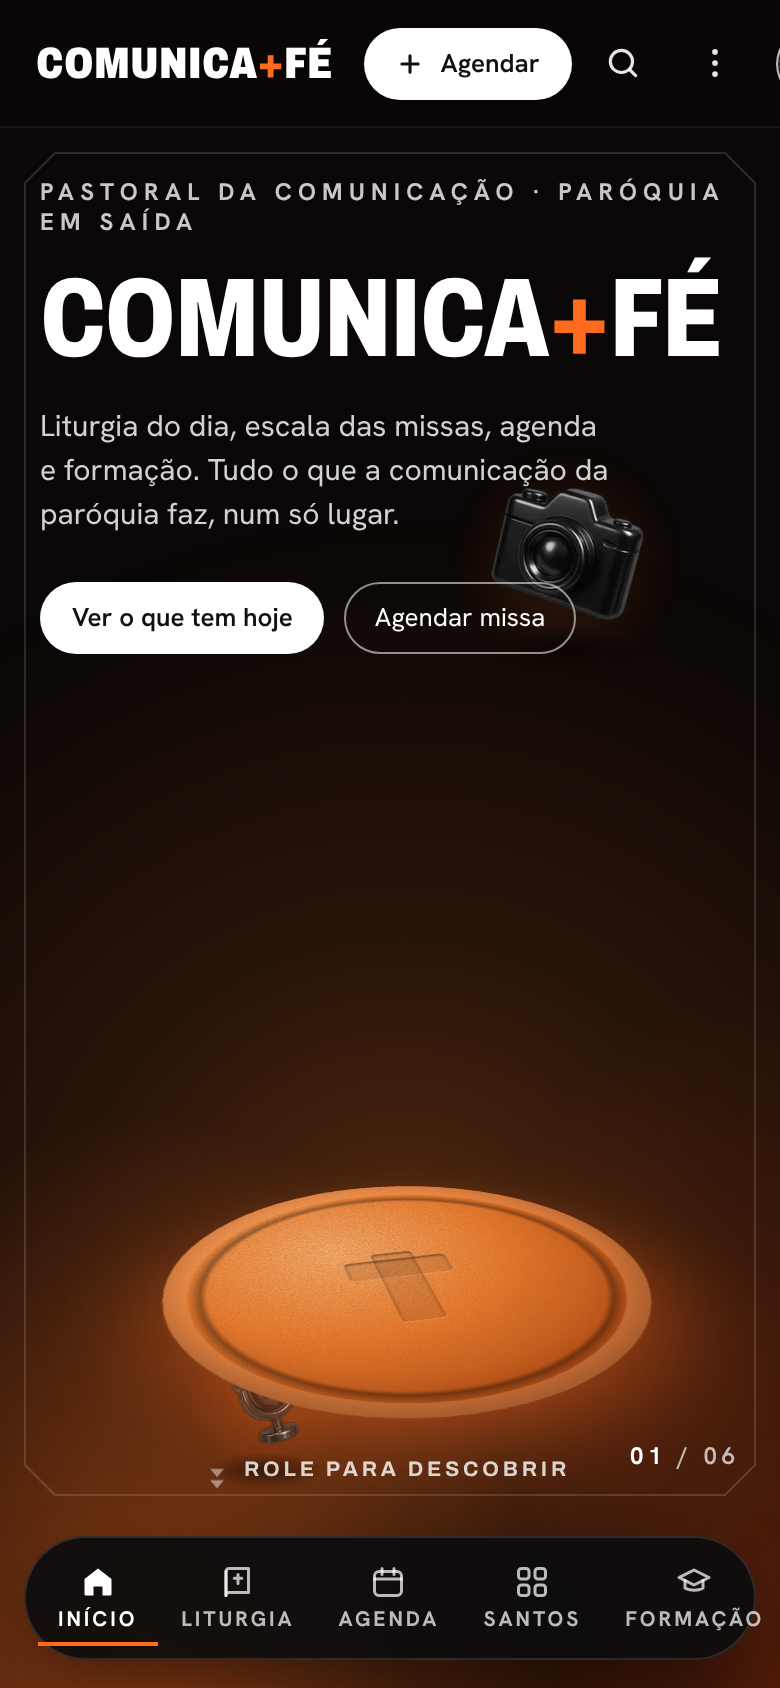 COMUNICA+FÉ
Agendar
PASTORAL DA COMUNICAÇÃO · PARÓQUIA
EM SAÍDA
COMUNICA+FÉ
Liturgia do dia, escala das missas, agenda
e formação. Tudo o que a comunicação da
paróquia faz, num só lugar.
Ver o que tem hoje
Agendar missa
ROLE PARA DESCOBRIR
01 / 06
INÍCIO
LITURGIA
AGENDA
SANTOS
FORMAÇÃO